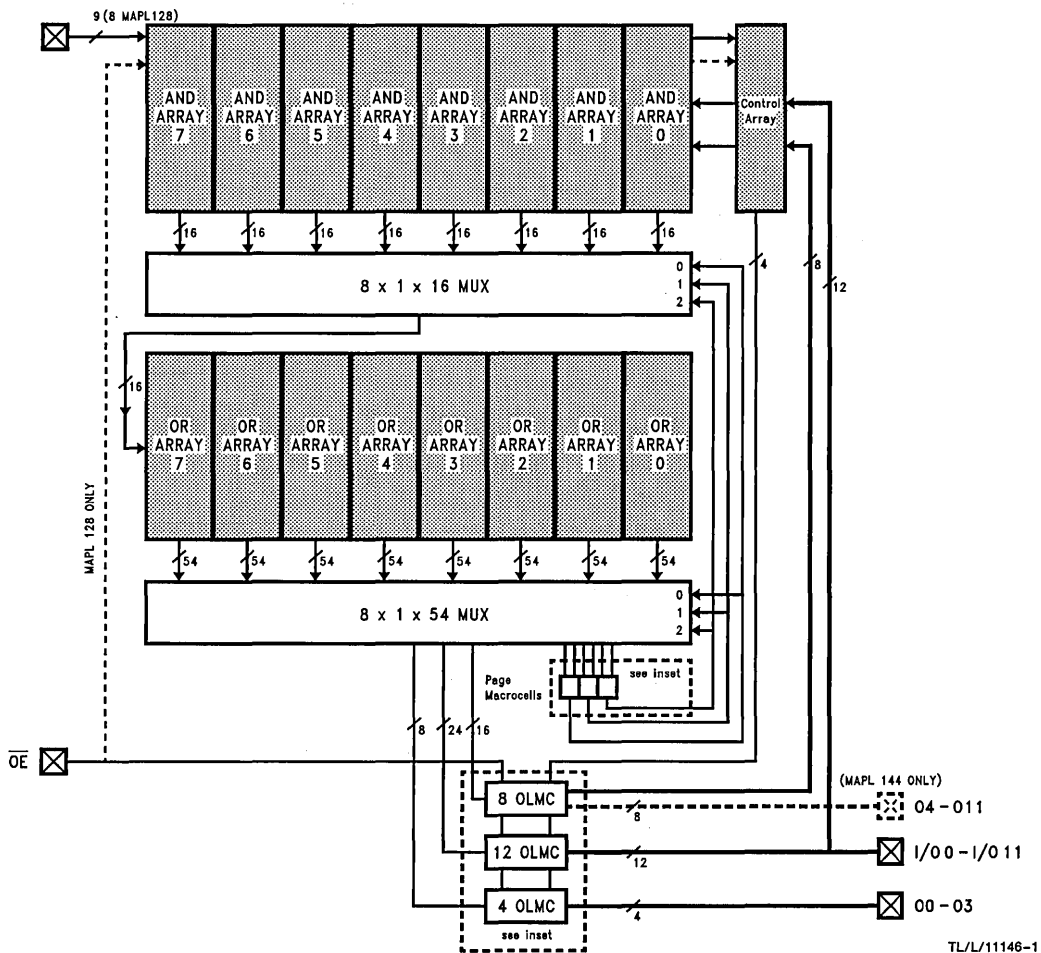 9(8 MAPL128)
AND ARRAY 7
AND ARRAY 6
AND ARRAY 5
AND ARRAY 4
AND ARRAY 3
AND ARRAY 2
AND ARRAY 1
AND ARRAY 0
Control Array
16 16 16 16 16 16 16 16
8 x 1 x 16 MUX
0
1
2
4
8
12
16
OR ARRAY 7
OR ARRAY 6
OR ARRAY 5
OR ARRAY 4
OR ARRAY 3
OR ARRAY 2
OR ARRAY 1
OR ARRAY 0
MAPL 128 ONLY
54 54 54 54 54 54 54 54
8 x 1 x 54 MUX
0
1
2
Page Macrocells
see inset
8 24 16
OE
8 OLMC
8
(MAPL 144 ONLY)
04-011
12 OLMC
12
I/00-I/011
4 OLMC
4
00-03
see inset
TL/L/11146-1